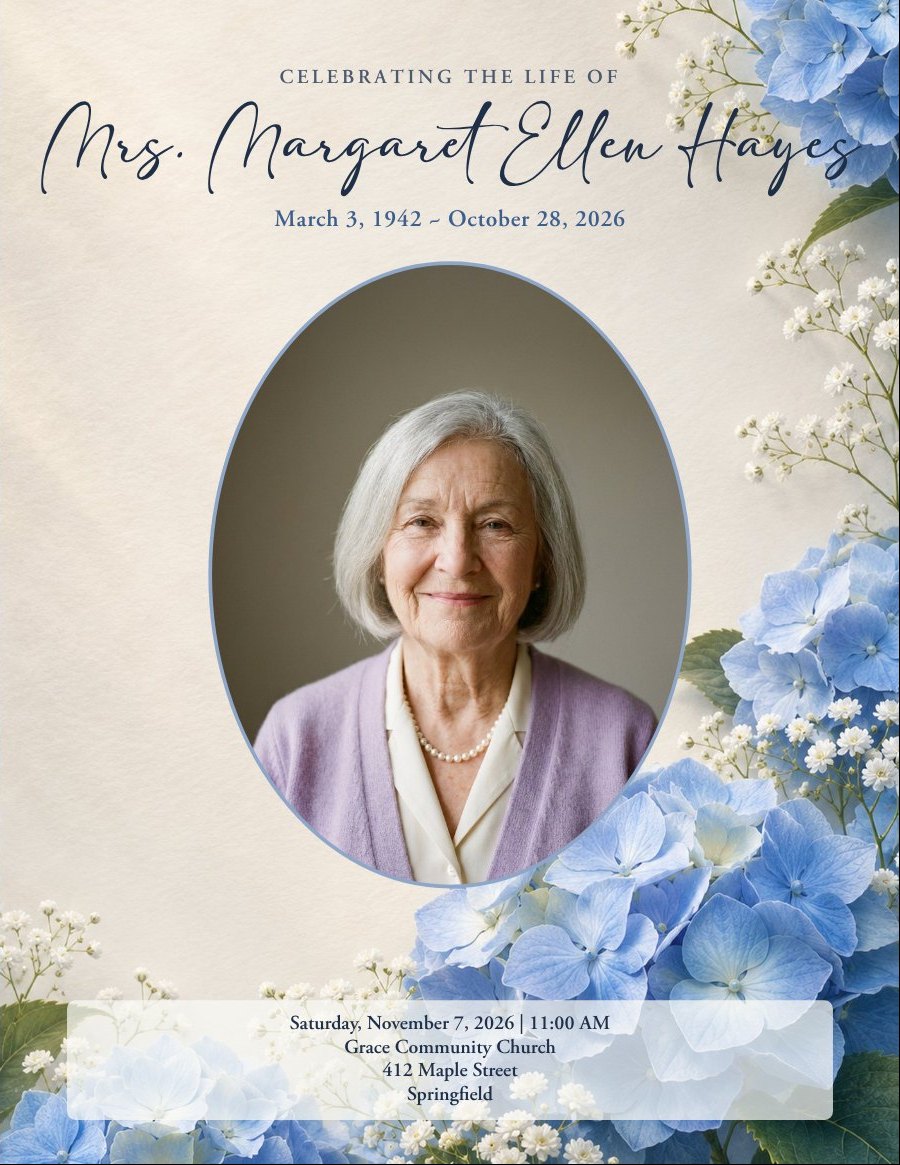 CELEBRATING THE LIFE OF
Mrs. Margaret Ellen Hayes
March 3, 1942 ~ October 28, 2026
Saturday, November 7, 2026 | 11:00 AM
Grace Community Church
412 Maple Street
Springfield